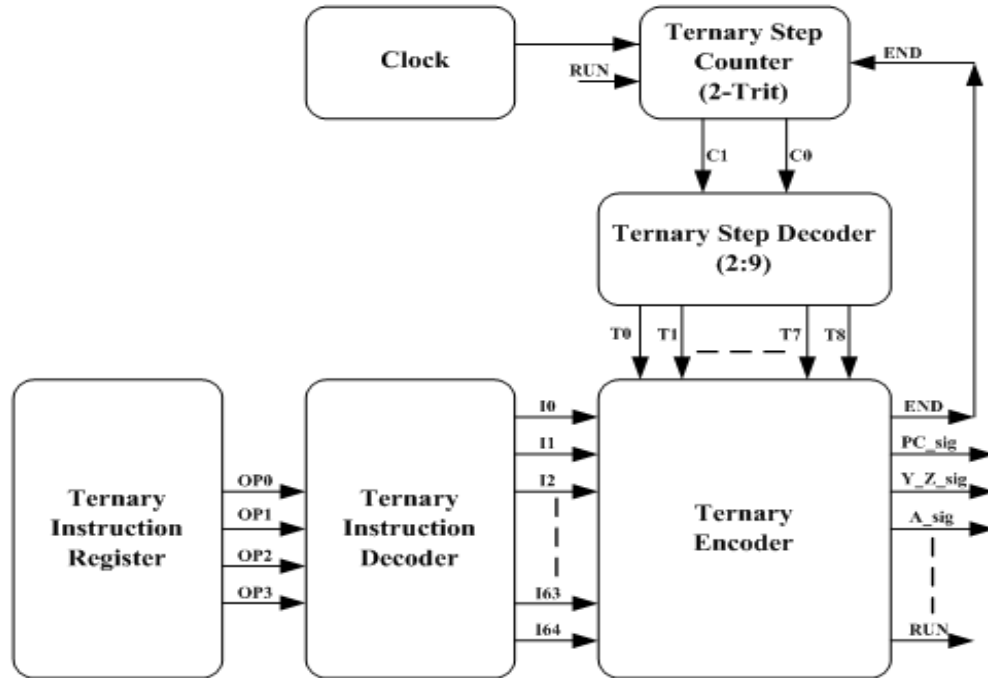 Clock
Ternary Step
Counter
(2-Trit)
RUN
END
C1
C0
Ternary Step Decoder
(2:9)
T0
T1
T7
T8
Ternary
Instruction
Register
OP0
OP1
OP2
OP3
Ternary
Instruction
Decoder
I0
I1
I2
I63
I64
Ternary
Encoder
END
PC_sig
Y_Z_sig
A_sig
RUN